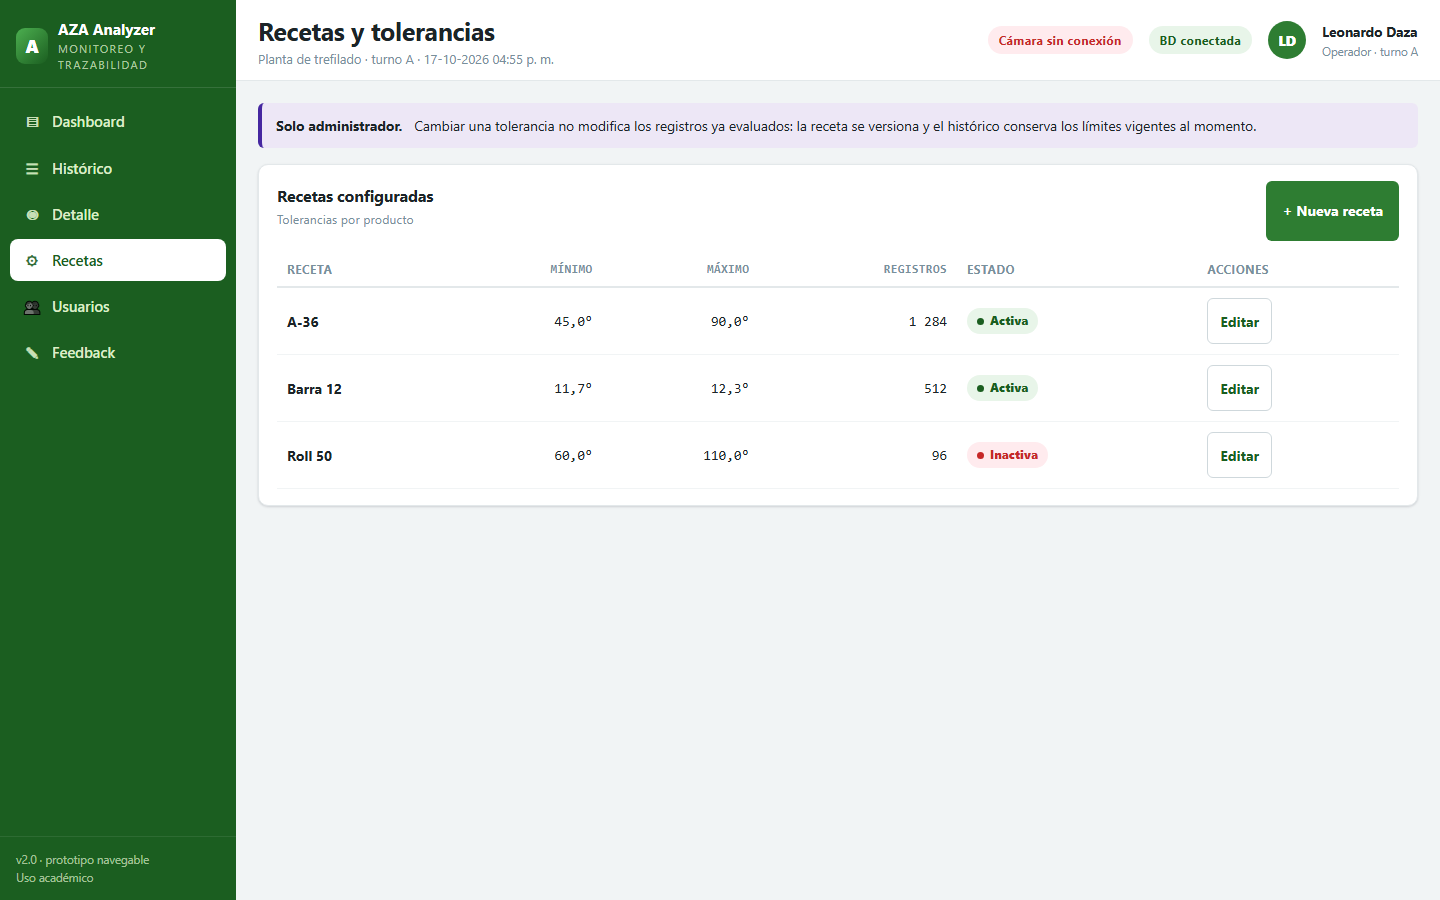 A
AZA Analyzer
MONITOREO Y
TRAZABILIDAD
Dashboard
Histórico
Detalle
Recetas
Usuarios
Feedback
v2.0 · prototipo navegable
Uso académico
Recetas y tolerancias
Planta de trefilado · turno A · 17-10-2026 04:55 p. m.
Cámara sin conexión
BD conectada
LD
Leonardo Daza
Operador · turno A
Solo administrador. Cambiar una tolerancia no modifica los registros ya evaluados: la receta se versiona y el histórico conserva los límites vigentes al momento.
Recetas configuradas
Tolerancias por producto
+ Nueva receta
RECETA MÍNIMO MÁXIMO REGISTROS ESTADO ACCIONES
A-36 45,0° 90,0° 1 284 Activa Editar
Barra 12 11,7° 12,3° 512 Activa Editar
Roll 50 60,0° 110,0° 96 Inactiva Editar